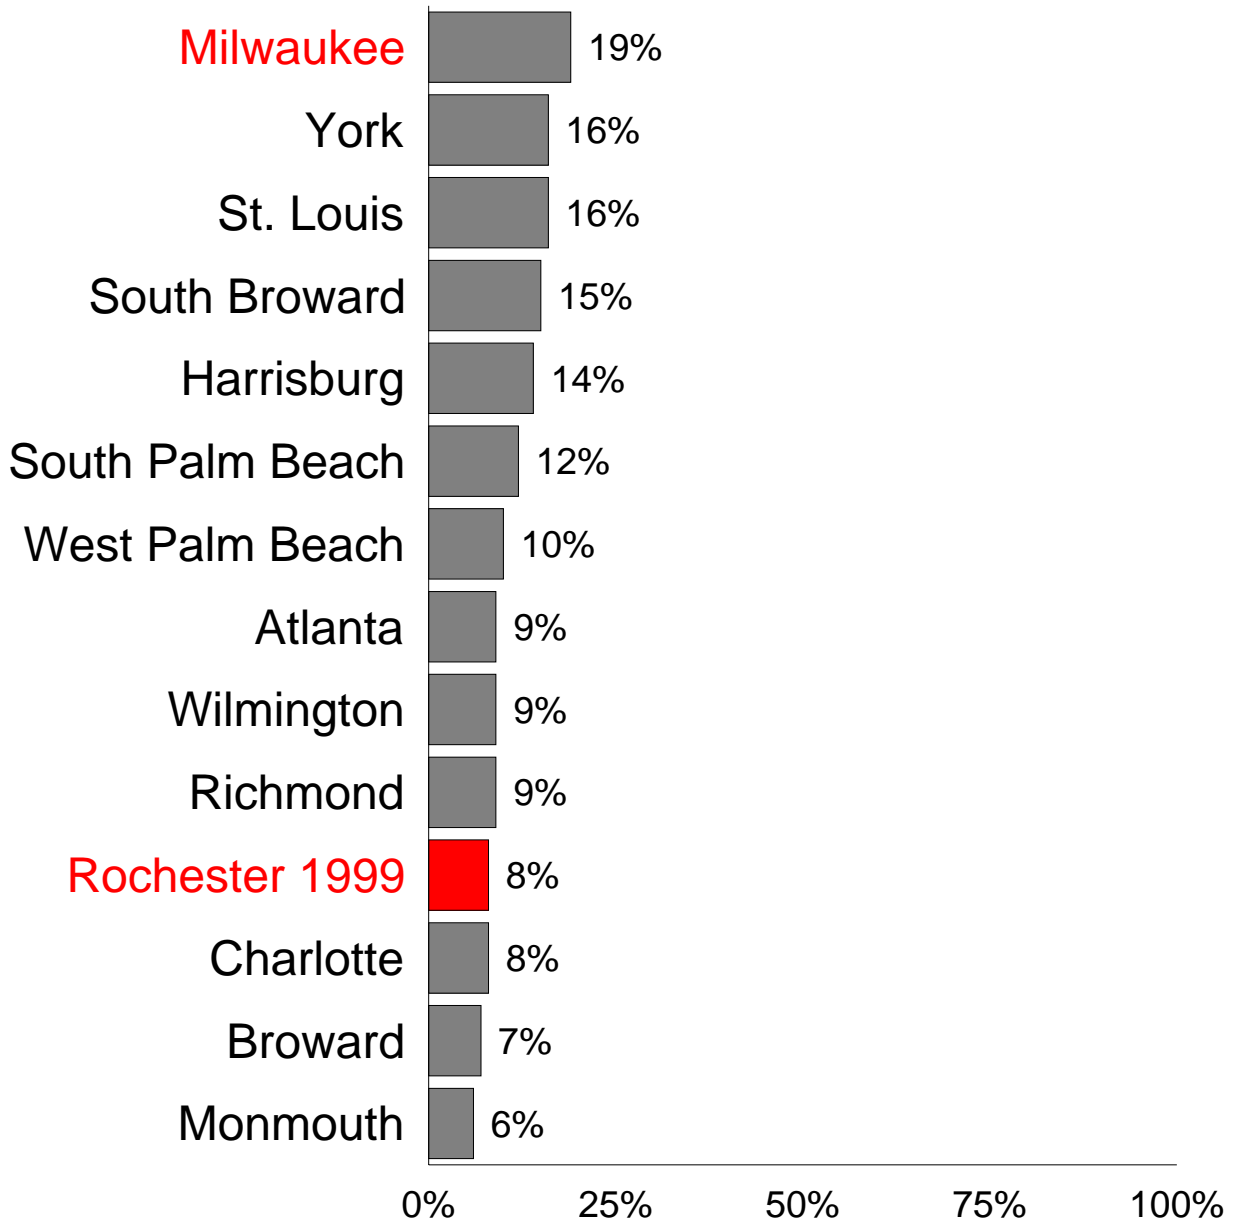 Milwaukee 19%
York 16%
St. Louis 16%
South Broward 15%
Harrisburg 14%
South Palm Beach 12%
West Palm Beach 10%
Atlanta 9%
Wilmington 9%
Richmond 9%
Rochester 1999 8%
Charlotte 8%
Broward 7%
Monmouth 6%
0% 25% 50% 75% 100%